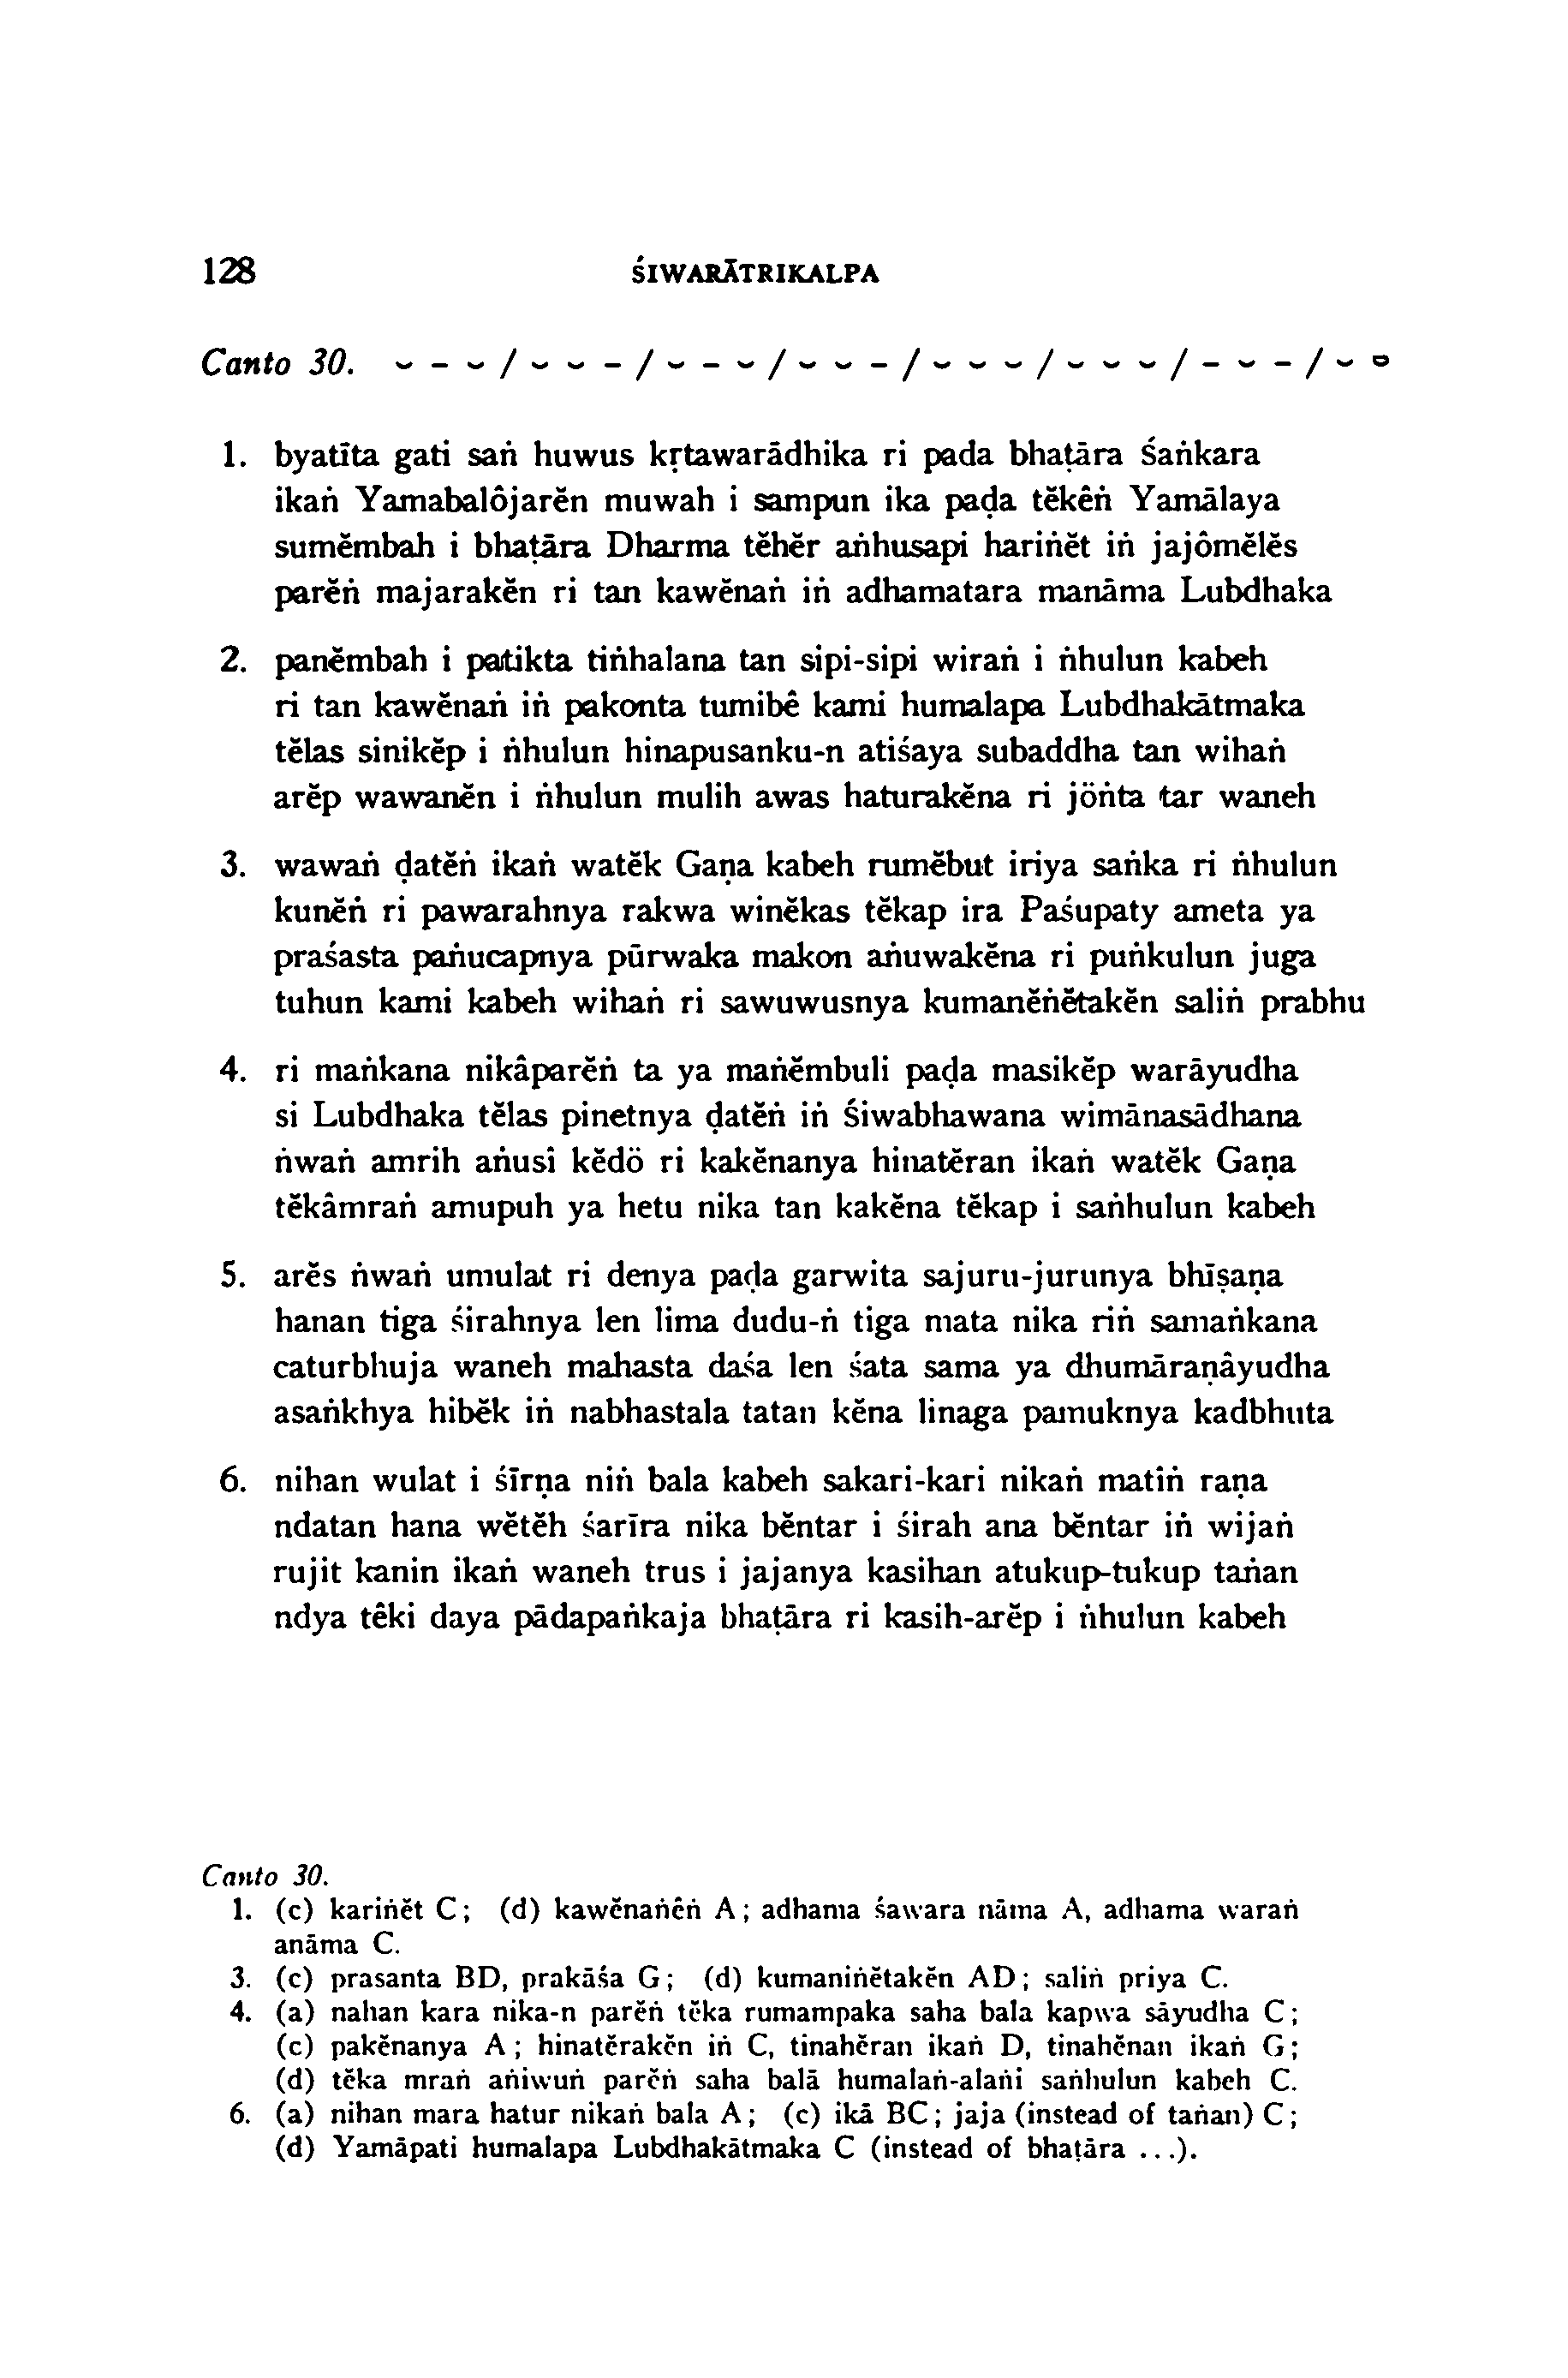 128 ŚIWARĀTRIKALPA
Canto 30. ⏑ - ⏑ / ⏑ ⏑ - / ⏑ - ⏑ / ⏑ ⏑ - / ⏑ ⏑ ⏑ / ⏑ ⏑ ⏑ / - ⏑ - / ⏑ ⏓
1. byatīta gati saṅ huwus kṛtawarādhika ri pada bhaṭāra Śaṅkara
ikaṅ Yamabalôjarĕn muwah i sampun ika paḍa tĕkêṅ Yamālaya
sumĕmbah i bhaṭāra Dharma tĕhĕr aṅhusapi hariṅĕt iṅ jajômĕlĕs
parĕṅ majarakĕn ri tan kawĕnaṅ iṅ adhamatara manāma Lubdhaka
2. panĕmbah i patikta tiṅhalana tan sipi-sipi wiraṅ i ṅhulun kabeh
ri tan kawĕnaṅ iṅ pakonta tumibê kami humalapa Lubdhakātmaka
tĕlas sinikĕp i ṅhulun hinapusanku-n atiśaya subaddha tan wihaṅ
arĕp wawanĕn i ṅhulun mulih awas haturakĕna ri jöṅta tar waneh
3. wawaṅ ḍatĕṅ ikaṅ watĕk Gaṇa kabeh rumĕbut iriya saṅka ri ṅhulun
kunĕṅ ri pawarahnya rakwa winĕkas tĕkap ira Paśupaty ameta ya
praśasta paṅucapnya pūrwaka makon aṅuwakĕna ri puṅkulun juga
tuhun kami kabeh wihaṅ ri sawuwusnya kumanĕṅĕtakĕn saliṅ prabhu
4. ri maṅkana nikâparĕṅ ta ya maṅĕmbuli paḍa masikĕp warāyudha
si Lubdhaka tĕlas pinetnya ḍatĕṅ iṅ Śiwabhawana wimānasādhana
ṅwaṅ amrih aṅusî kĕdö ri kakĕnanya hinatĕran ikaṅ watĕk Gaṇa
tĕkâmraṅ amupuh ya hetu nika tan kakĕna tĕkap i saṅhulun kabeh
5. arĕs ṅwaṅ umulat ri denya paḍa garwita sajuru-jurunya bhīṣaṇa
hanan tiga śirahnya len lima dudu-ṅ tiga mata nika riṅ samaṅkana
caturbhuja waneh mahasta daśa len śata sama ya dhumāraṇâyudha
asaṅkhya hibĕk iṅ nabhastala tatan kĕna linaga pamuknya kadbhuta
6. nihan wulat i śīrṇa niṅ bala kabeh sakari-kari nikaṅ matîṅ raṇa
ndatan hana wĕtĕh śarīra nika bĕntar i śirah ana bĕntar iṅ wijaṅ
rujit kanin ikaṅ waneh trus i jajanya kasihan atukup-tukup taṅan
ndya têki daya pādapaṅkaja bhaṭāra ri kasih-arĕp i ṅhulun kabeh
Canto 30.
1. (c) kariṅĕt C; (d) kawĕnaṅêṅ A; adhama śawara nāma A, adhama waraṅ
anāma C.
3. (c) prasanta BD, prakāśa G; (d) kumaniṅĕtakĕn AD; saliṅ priya C.
4. (a) nahan kara nika-n parĕṅ tĕka rumampaka saha bala kapwa sāyudha C;
(c) pakĕnanya A; hinatĕrakĕn iṅ C, tinahĕran ikaṅ D, tinahĕnan ikaṅ G;
(d) tĕka mraṅ aṅiwuṅ parĕṅ saha balā humalaṅ-alaṅi saṅhulun kabeh C.
6. (a) nihan mara hatur nikaṅ bala A; (c) ikā BC; jaja (instead of taṅan) C;
(d) Yamāpati humalapa Lubdhakātmaka C (instead of bhaṭāra ...).